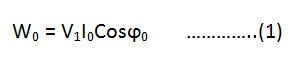 W₀ = V₁I₀Cosφ₀ …………..(1)